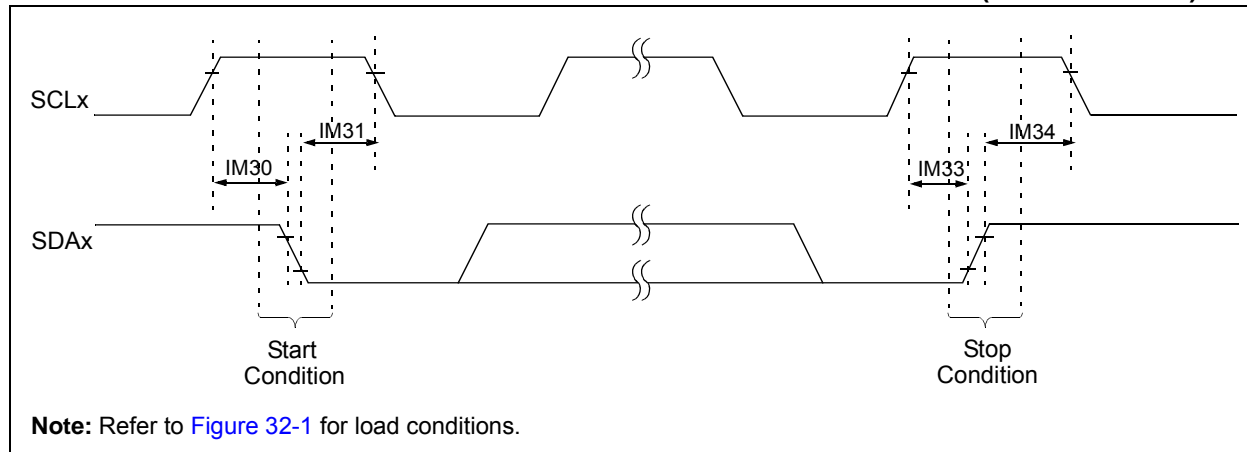 SCLx
IM31
IM34
IM30
IM33
SDAx
Start
Condition
Stop
Condition
Note: Refer to Figure 32-1 for load conditions.